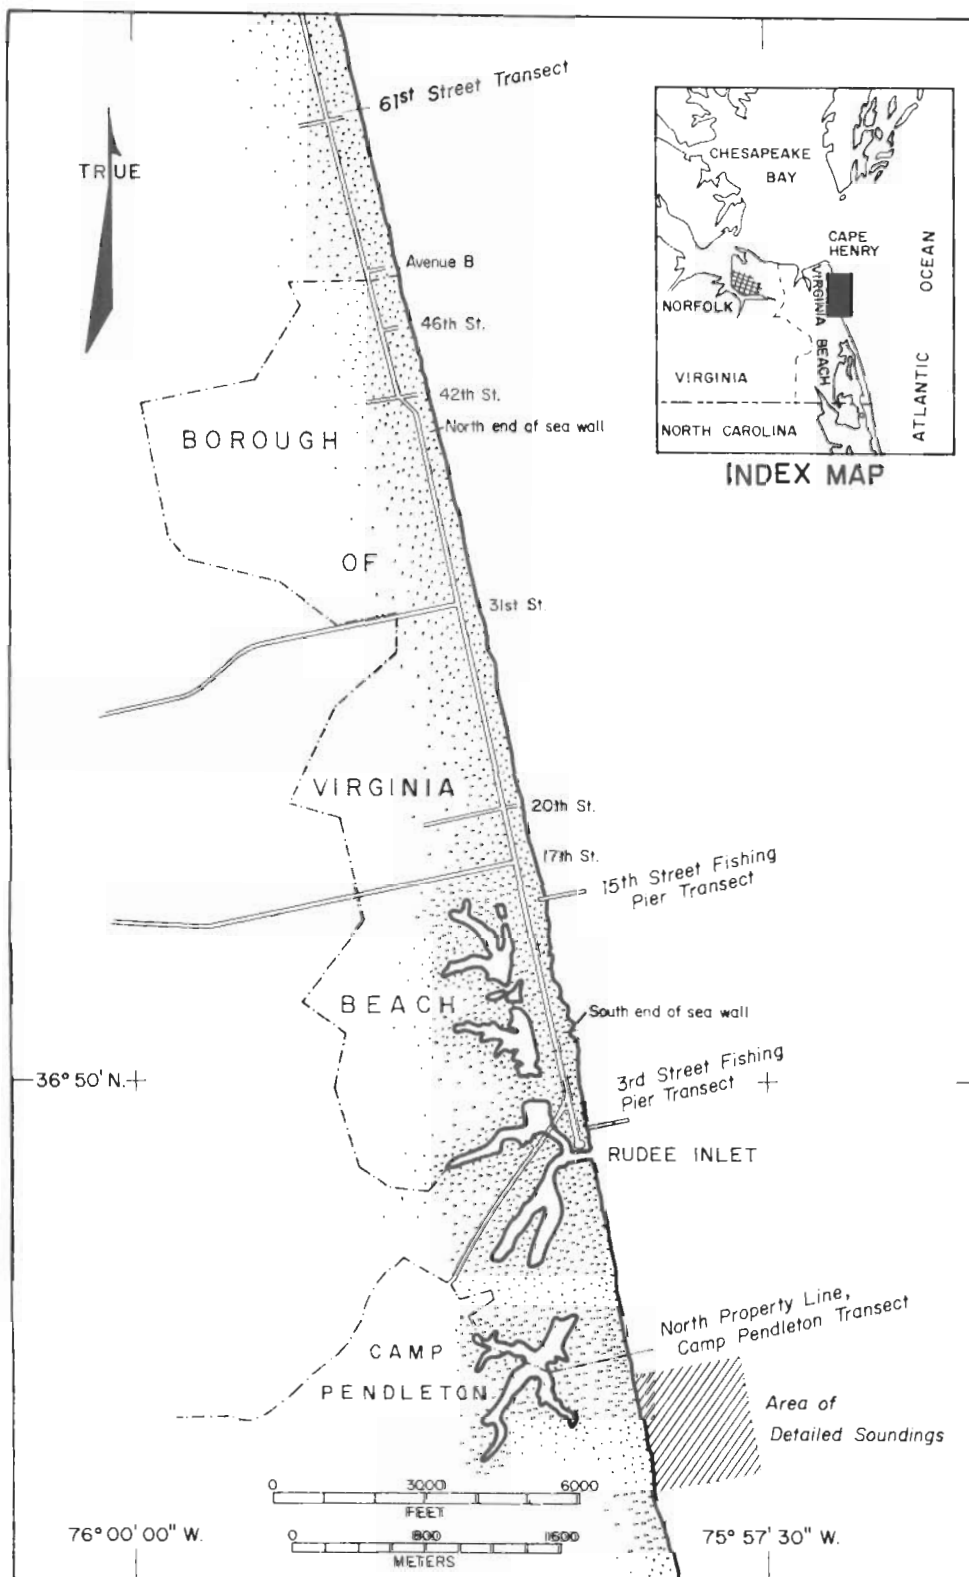 61st Street Transect
TRUE
CHESAPEAKE
BAY
CAPE
HENRY
NORFOLK
VIRGINIA BEACH
ATLANTIC OCEAN
VIRGINIA
NORTH CAROLINA
INDEX MAP
Avenue B
46th St.
42th St.
North end of sea wall
BOROUGH
OF
31st St.
VIRGINIA
20th St.
17th St.
15th Street Fishing
Pier Transect
BEACH
South end of sea wall
36° 50' N.
3rd Street Fishing
Pier Transect
RUDEE INLET
North Property Line,
Camp Pendleton Transect
CAMP
PENDLETON
Area of
Detailed Soundings
0 3000 6000
FEET
0 800 1600
METERS
76° 00' 00" W.
75° 57' 30" W.